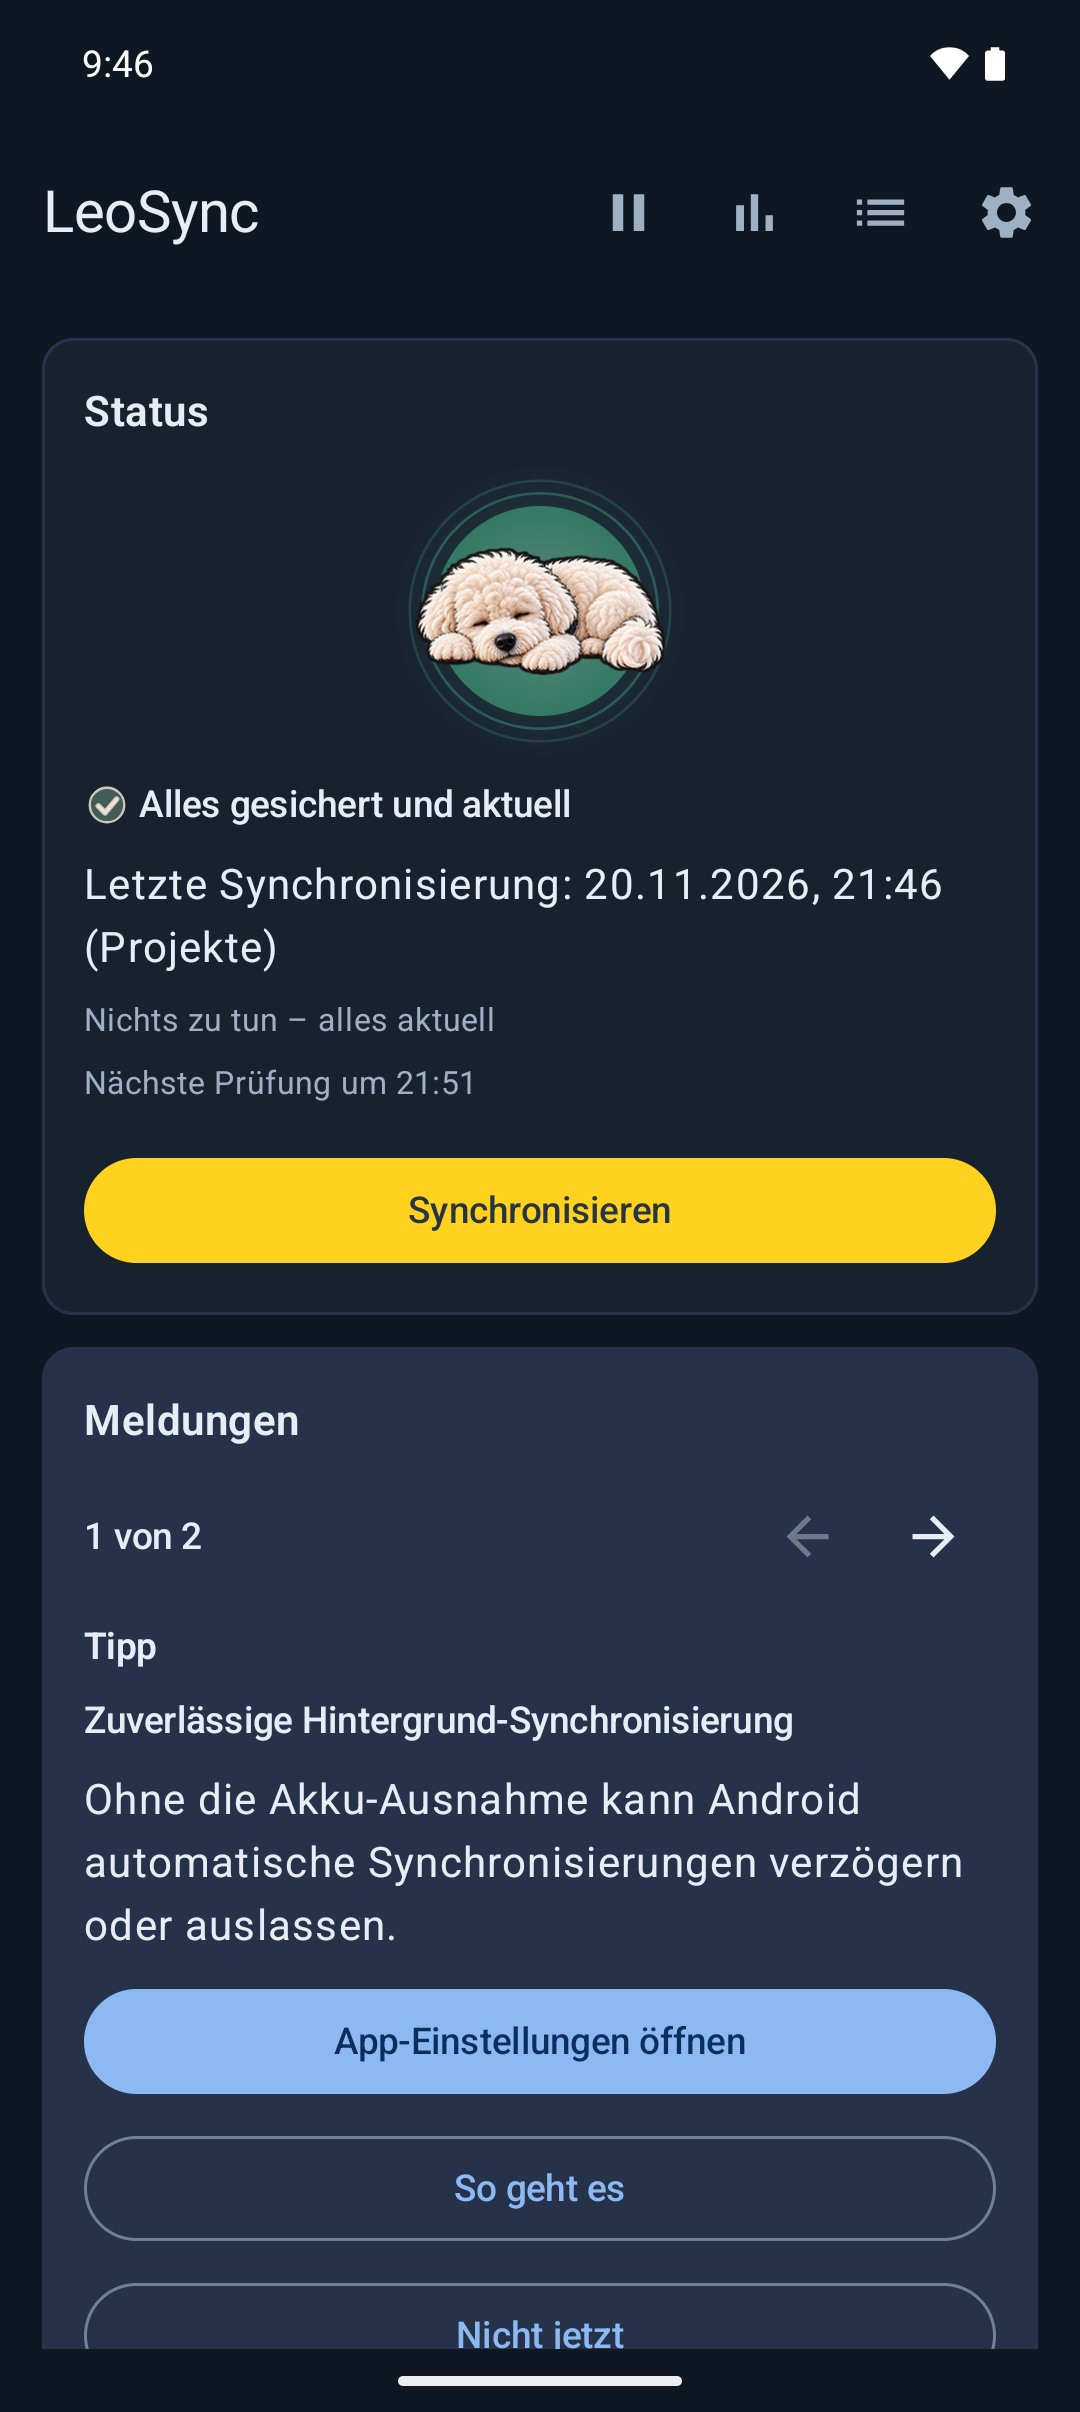 9:46
LeoSync
Status
Alles gesichert und aktuell
Letzte Synchronisierung: 20.11.2026, 21:46
(Projekte)
Nichts zu tun – alles aktuell
Nächste Prüfung um 21:51
Synchronisieren
Meldungen
1 von 2
Tipp
Zuverlässige Hintergrund-Synchronisierung
Ohne die Akku-Ausnahme kann Android
automatische Synchronisierungen verzögern
oder auslassen.
App-Einstellungen öffnen
So geht es
Nicht jetzt